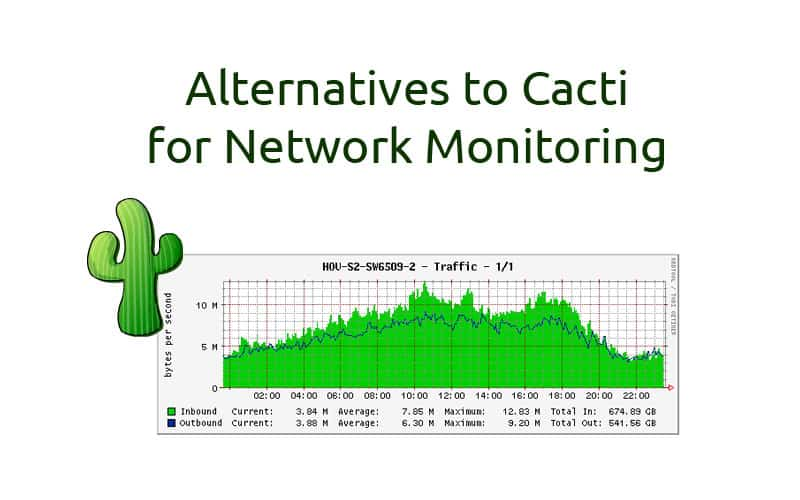 Alternatives to Cacti
for Network Monitoring
HOU-S2-SW6509-2 - Traffic - 1/1
RRDTOOL / TOBI OETIKER
bytes per second
10 M
5 M
0
02:00 04:00 06:00 08:00 10:00 12:00 14:00 16:00 18:00 20:00 22:00
Inbound Current: 3.84 M Average: 7.85 M Maximum: 12.83 M Total In: 674.89 GB
Outbound Current: 3.88 M Average: 6.30 M Maximum: 9.20 M Total Out: 541.56 GB